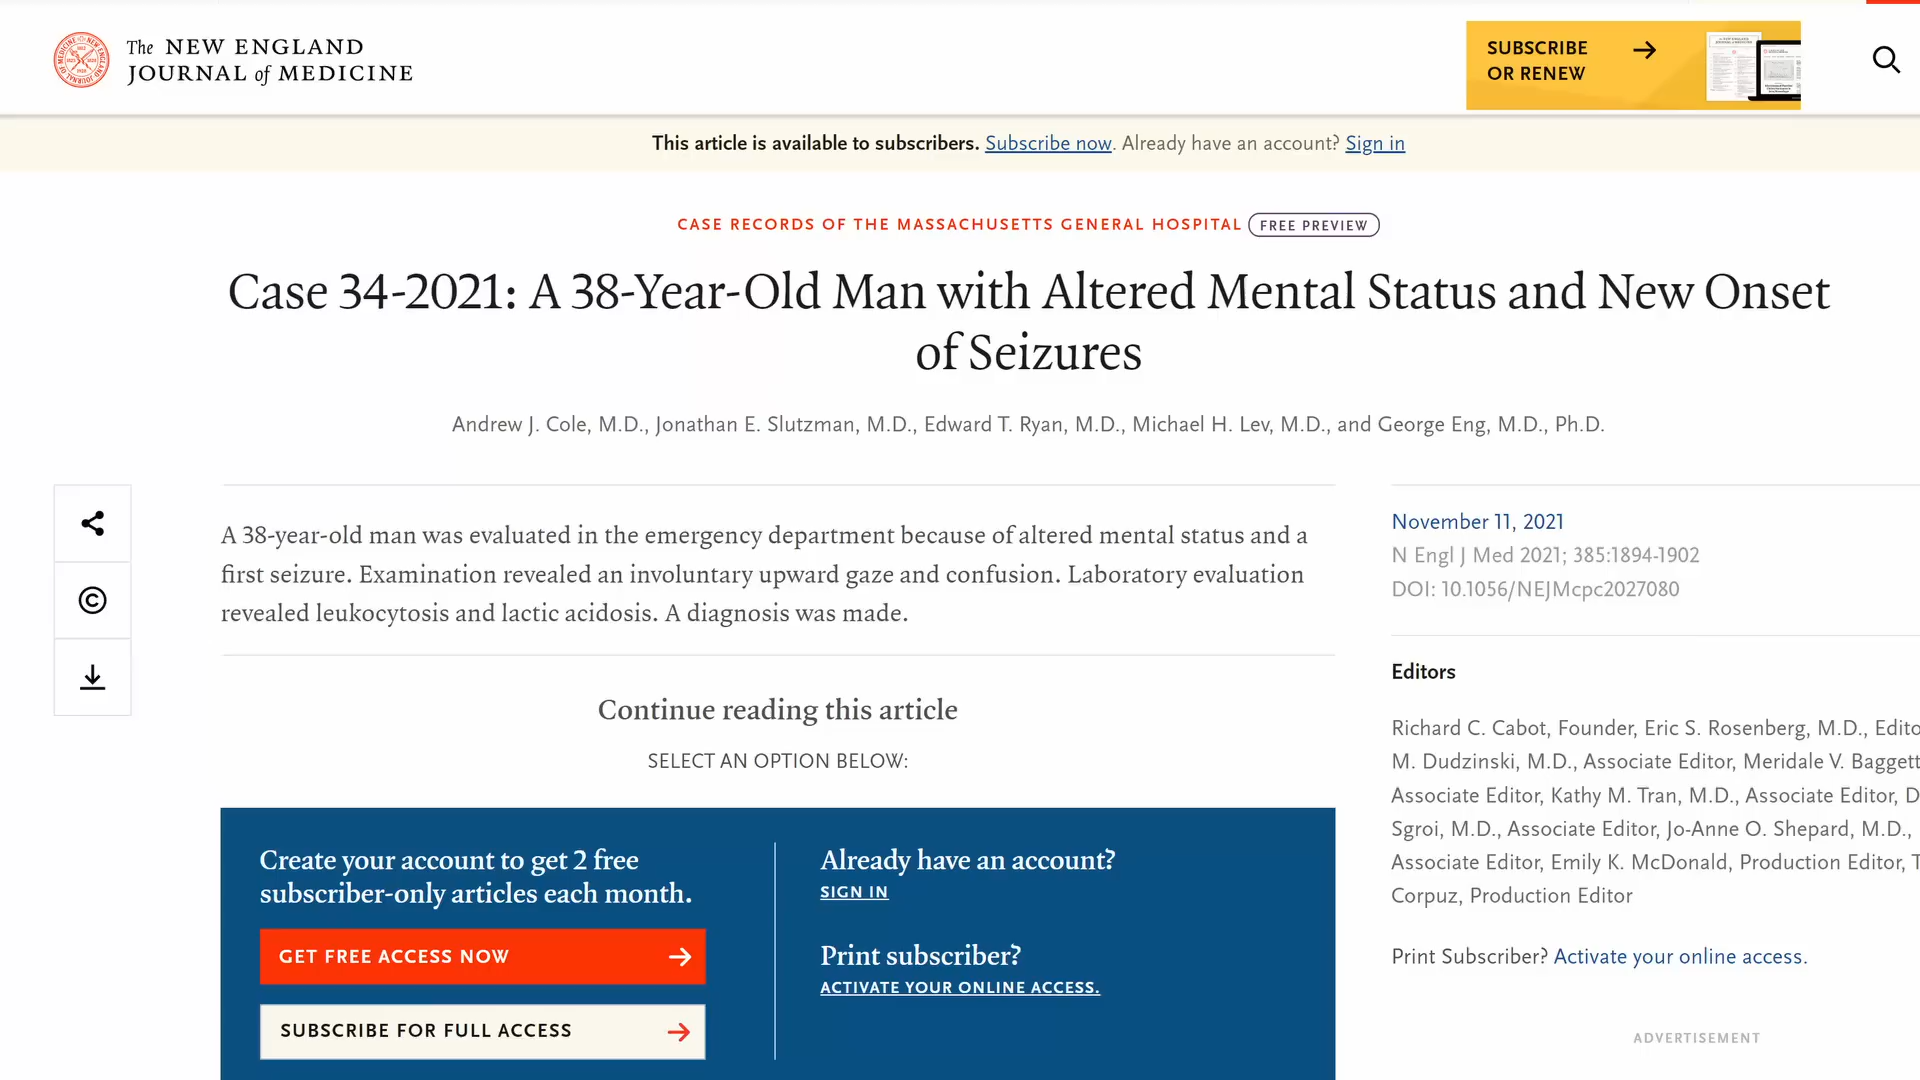 The NEW ENGLAND
JOURNAL of MEDICINE
SUBSCRIBE
OR RENEW
This article is available to subscribers. Subscribe now. Already have an account? Sign in
CASE RECORDS OF THE MASSACHUSETTS GENERAL HOSPITAL FREE PREVIEW
Case 34-2021: A 38-Year-Old Man with Altered Mental Status and New Onset
of Seizures
Andrew J. Cole, M.D., Jonathan E. Slutzman, M.D., Edward T. Ryan, M.D., Michael H. Lev, M.D., and George Eng, M.D., Ph.D.
A 38-year-old man was evaluated in the emergency department because of altered mental status and a
first seizure. Examination revealed an involuntary upward gaze and confusion. Laboratory evaluation
revealed leukocytosis and lactic acidosis. A diagnosis was made.
Continue reading this article
SELECT AN OPTION BELOW:
Create your account to get 2 free
subscriber-only articles each month.
GET FREE ACCESS NOW
SUBSCRIBE FOR FULL ACCESS
Already have an account?
SIGN IN
Print subscriber?
ACTIVATE YOUR ONLINE ACCESS.
November 11, 2021
N Engl J Med 2021; 385:1894-1902
DOI: 10.1056/NEJMcpc2027080
Editors
Richard C. Cabot, Founder, Eric S. Rosenberg, M.D., Edito
M. Dudzinski, M.D., Associate Editor, Meridale V. Baggett
Associate Editor, Kathy M. Tran, M.D., Associate Editor, D
Sgroi, M.D., Associate Editor, Jo-Anne O. Shepard, M.D.,
Associate Editor, Emily K. McDonald, Production Editor, T
Corpuz, Production Editor
Print Subscriber? Activate your online access.
ADVERTISEMENT